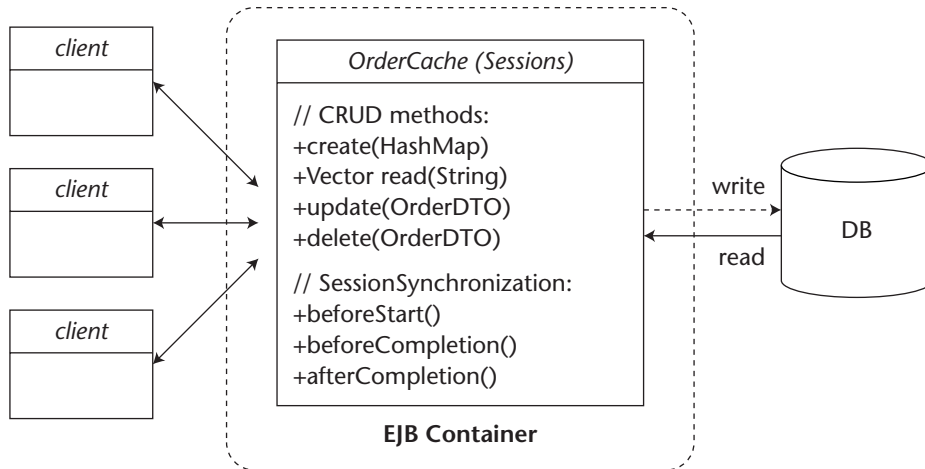 client
client
client
OrderCache (Sessions)
// CRUD methods:
+create(HashMap)
+Vector read(String)
+update(OrderDTO)
+delete(OrderDTO)
// SessionSynchronization:
+beforeStart()
+beforeCompletion()
+afterCompletion()
EJB Container
write
read
DB